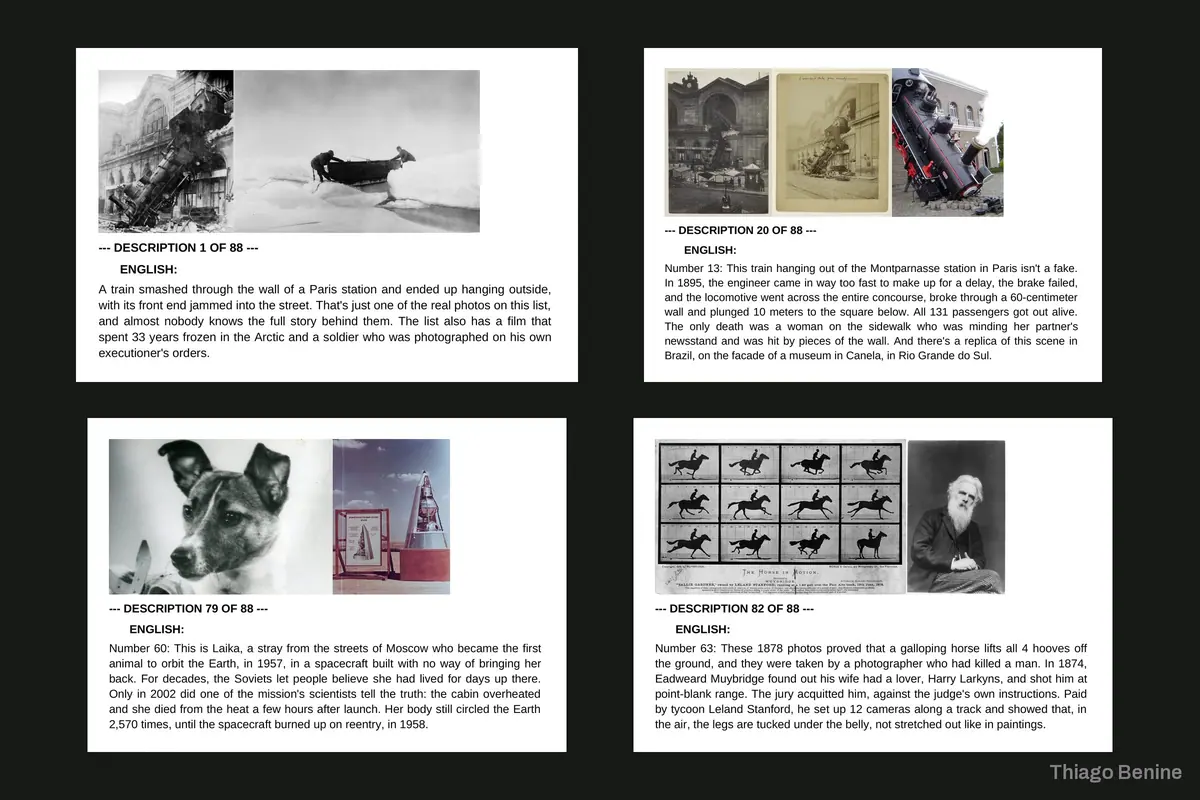 --- DESCRIPTION 1 OF 88 ---
ENGLISH:
A train smashed through the wall of a Paris station and ended up hanging outside,
with its front end jammed into the street. That's just one of the real photos on this list,
and almost nobody knows the full story behind them. The list also has a film that
spent 33 years frozen in the Arctic and a soldier who was photographed on his own
executioner's orders.
--- DESCRIPTION 20 OF 88 ---
ENGLISH:
Number 13: This train hanging out of the Montparnasse station in Paris isn't a fake.
In 1895, the engineer came in way too fast to make up for a delay, the brake failed,
and the locomotive went across the entire concourse, broke through a 60-centimeter
wall and plunged 10 meters to the square below. All 131 passengers got out alive.
The only death was a woman on the sidewalk who was minding her partner's
newsstand and was hit by pieces of the wall. And there's a replica of this scene in
Brazil, on the facade of a museum in Canela, in Rio Grande do Sul.
--- DESCRIPTION 79 OF 88 ---
ENGLISH:
Number 60: This is Laika, a stray from the streets of Moscow who became the first
animal to orbit the Earth, in 1957, in a spacecraft built with no way of bringing her
back. For decades, the Soviets let people believe she had lived for days up there.
Only in 2002 did one of the mission's scientists tell the truth: the cabin overheated
and she died from the heat a few hours after launch. Her body still circled the Earth
2,570 times, until the spacecraft burned up on reentry, in 1958.
THE HORSE IN MOTION.
--- DESCRIPTION 82 OF 88 ---
ENGLISH:
Number 63: These 1878 photos proved that a galloping horse lifts all 4 hooves off
the ground, and they were taken by a photographer who had killed a man. In 1874,
Eadweard Muybridge found out his wife had a lover, Harry Larkyns, and shot him at
point-blank range. The jury acquitted him, against the judge's own instructions. Paid
by tycoon Leland Stanford, he set up 12 cameras along a track and showed that, in
the air, the legs are tucked under the belly, not stretched out like in paintings.
Thiago Benine